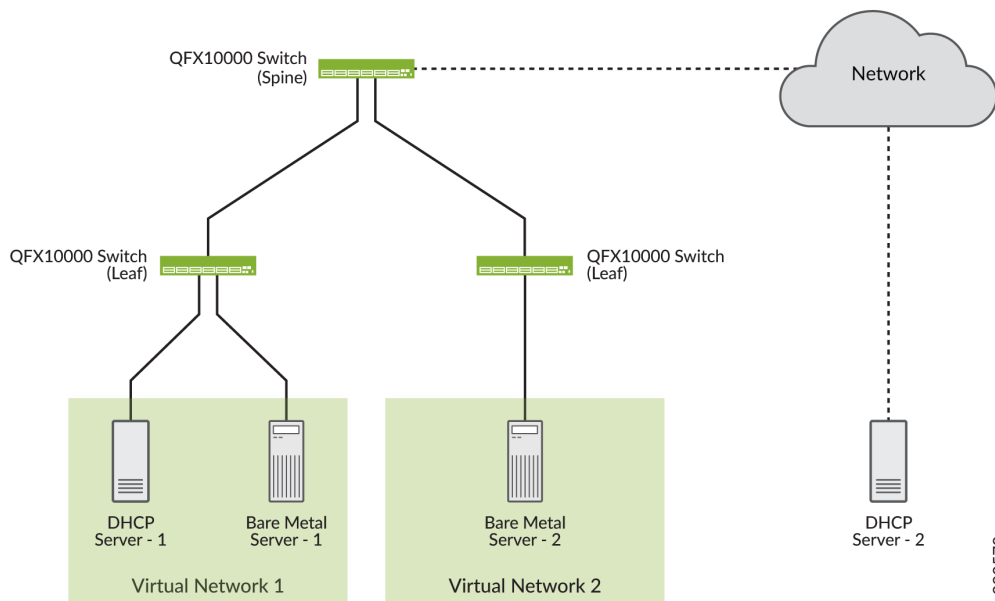 QFX10000 Switch
(Spine)
Network
QFX10000 Switch
(Leaf)
QFX10000 Switch
(Leaf)
DHCP
Server - 1
Bare Metal
Server - 1
Bare Metal
Server - 2
DHCP
Server - 2
Virtual Network 1
Virtual Network 2